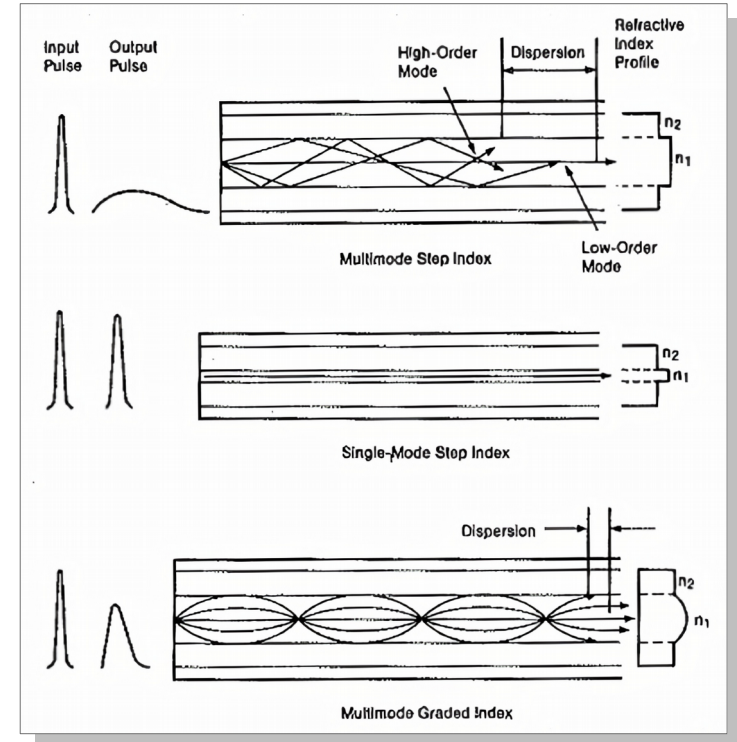 Input
Pulse
Output
Pulse
High-Order
Mode
Dispersion
Refractive
Index
Profile
n2
n1
Low-Order
Mode
Multimode Step Index
n2
n1
Single-Mode Step Index
Dispersion
n2
n1
Multimode Graded Index